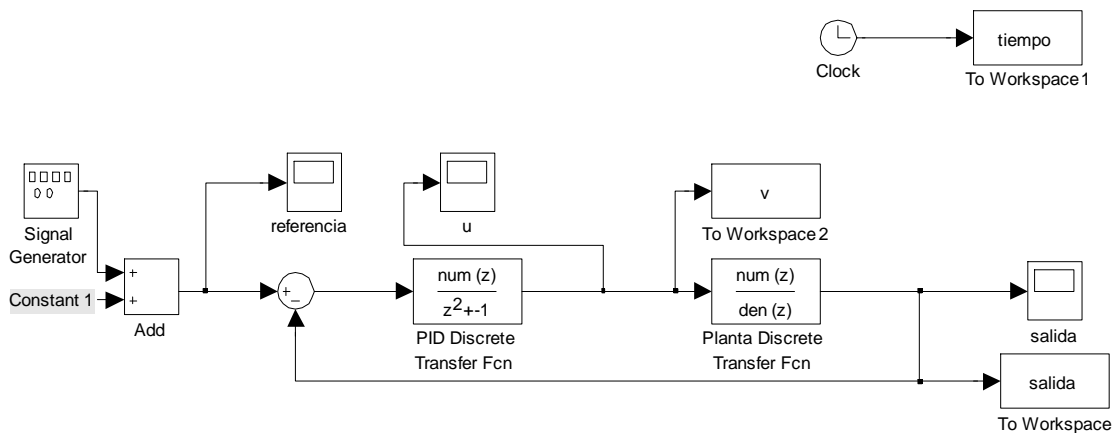 tiempo
Clock
To Workspace1
referencia
u
v
To Workspace2
Signal
Generator
+
Constant 1
+
Add
+
−
num (z)
z²+-1
PID Discrete
Transfer Fcn
num (z)
den (z)
Planta Discrete
Transfer Fcn
salida
salida
To Workspace